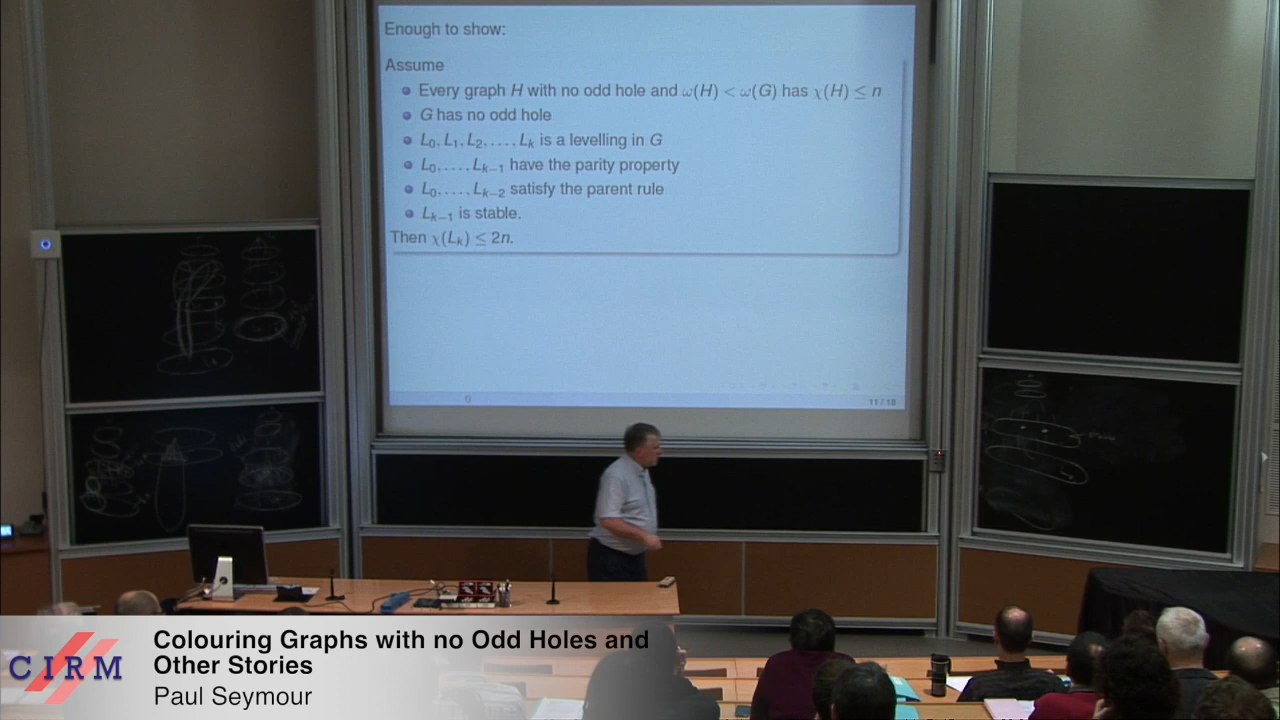 Enough to show:
Assume
• Every graph H with no odd hole and ω(H) < ω(G) has χ(H) ≤ n
• G has no odd hole
• L₀, L₁, L₂, . . . , Lₖ is a levelling in G
• L₀, . . . , Lₖ₋₁ have the parity property
• L₀, . . . , Lₖ₋₂ satisfy the parent rule
• Lₖ₋₁ is stable.
Then χ(Lₖ) ≤ 2n.
0
11 / 18
CIRM
Colouring Graphs with no Odd Holes and
Other Stories
Paul Seymour